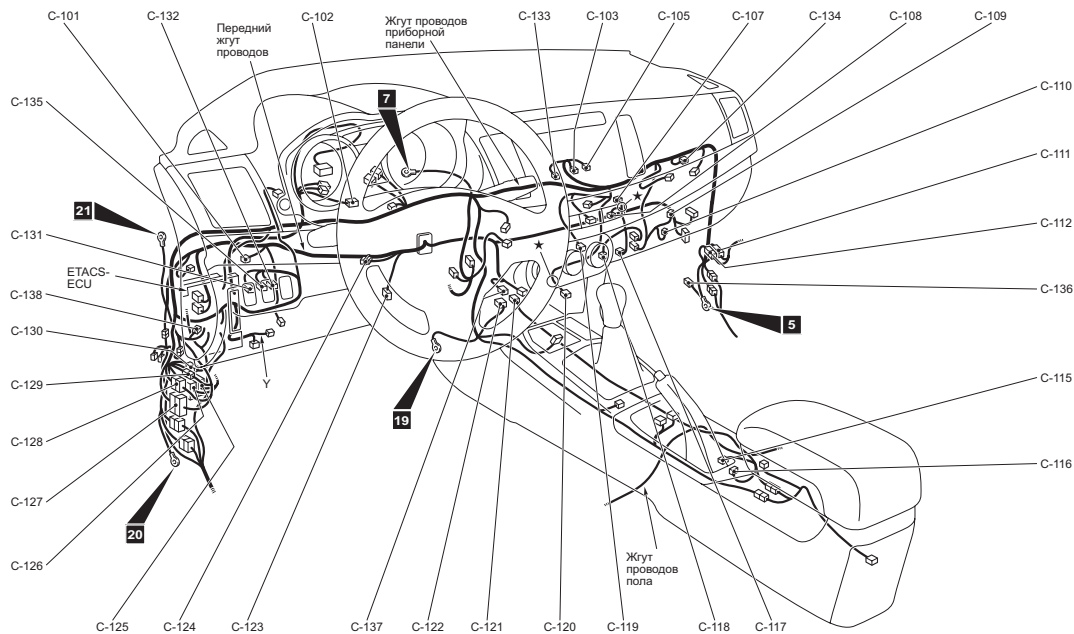 C-101
C-132
Передний
жгут
проводов
C-102
Жгут проводов
приборной
панели
C-133
C-103
C-105
C-107
C-134
C-108
C-109
C-135
7
C-110
C-111
21
C-131
C-112
ETACS-
ECU
★
★
C-138
C-136
C-130
5
Y
C-129
19
C-115
C-128
C-116
C-127
20
Жгут
проводов
пола
C-126
C-125
C-124
C-123
C-137
C-122
C-121
C-120
C-119
C-118
C-117